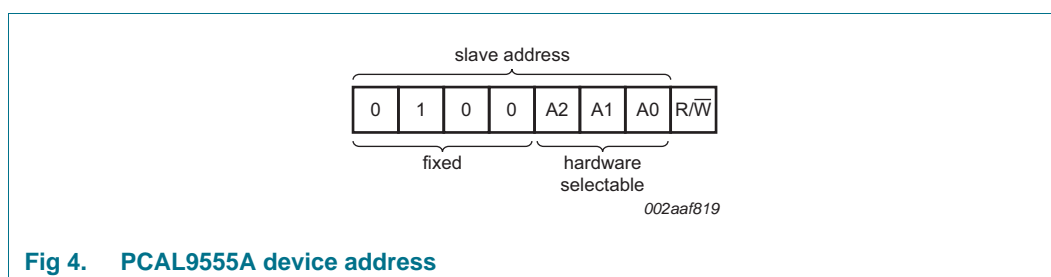 slave address
0 1 0 0 A2 A1 A0 R/W̅
fixed
hardware
selectable
002aaf819
Fig 4. PCAL9555A device address